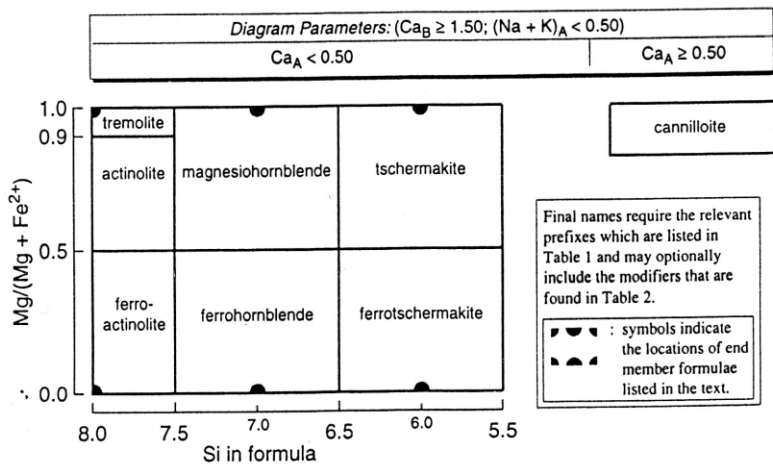 Diagram Parameters: (CaB ≥ 1.50; (Na + K)A < 0.50)
CaA < 0.50
CaA ≥ 0.50
1.0
0.9
0.5
0.0
Mg/(Mg + Fe2+)
tremolite
actinolite
magnesiohornblende
tschermakite
cannilloite
ferro-
actinolite
ferrohornblende
ferrotschermakite
8.0
7.5
7.0
6.5
6.0
5.5
Si in formula
Final names require the relevant
prefixes which are listed in
Table 1 and may optionally
include the modifiers that are
found in Table 2.
: symbols indicate
the locations of end
member formulae
listed in the text.